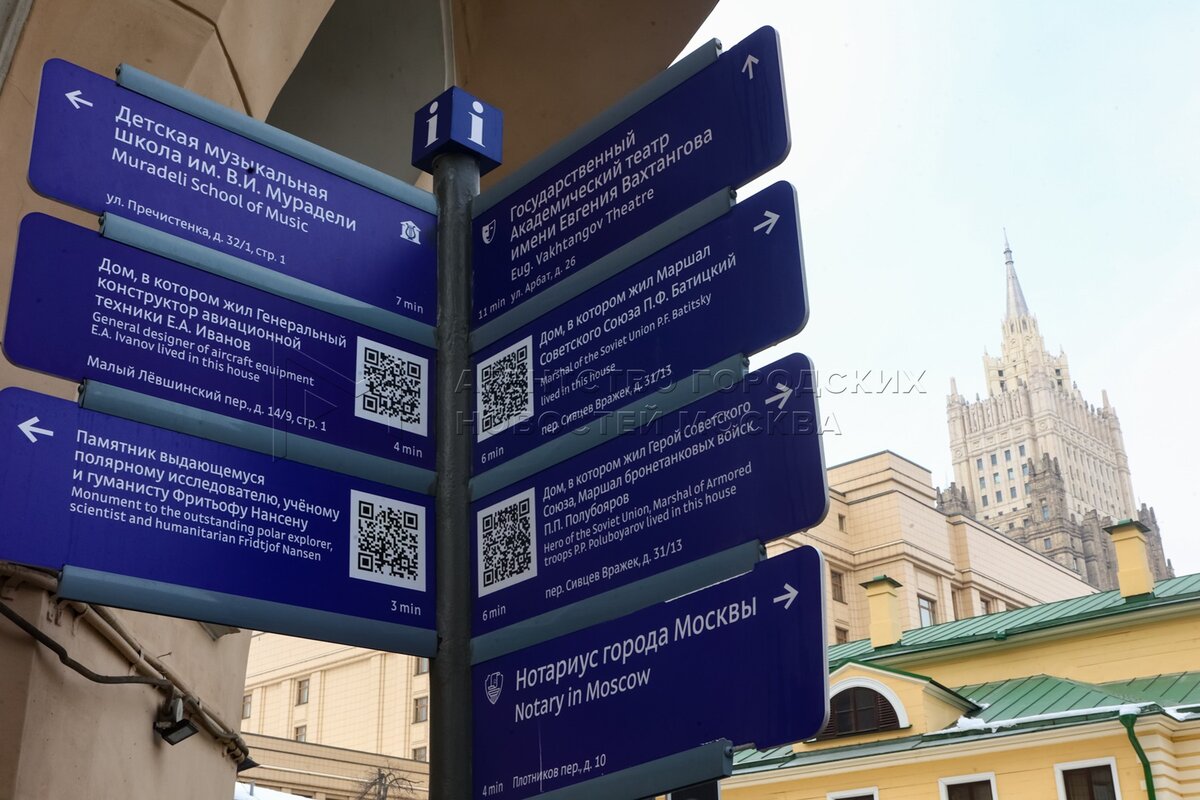 i i
Детская музыкальная
школа им. В.И. Мурадели
Muradeli School of Music
ул. Пречистенка, д. 32/1, стр. 1
7 min
Дом, в котором жил Генеральный
конструктор авиационной
техники Е.А. Иванов
General designer of aircraft equipment
E.A. Ivanov lived in this house
Малый Лёвшинский пер., д. 14/9, стр. 1
4 min
Памятник выдающемуся
полярному исследователю, учёному
и гуманисту Фритьофу Нансену
Monument to the outstanding polar explorer,
scientist and humanitarian Fridtjof Nansen
3 min
Государственный
Академический театр
имени Евгения Вахтангова
Eug. Vakhtangov Theatre
11 min ул. Арбат, д. 26
Дом, в котором жил Маршал
Советского Союза П.Ф. Батицкий
Marshal of the Soviet Union P.F. Batitsky
lived in this house
пер. Сивцев Вражек, д. 31/13
6 min
Дом, в котором жил Герой Советского
Союза, Маршал бронетанковых войск
П.П. Полубояров
Hero of the Soviet Union, Marshal of Armored
troops P.P. Poluboyarov lived in this house
пер. Сивцев Вражек, д. 31/13
6 min
Нотариус города Москвы
Notary in Moscow
4 min Плотников пер., д. 10
АГЕНТСТВО ГОРОДСКИХ
НОВОСТЕЙ МОСКВА